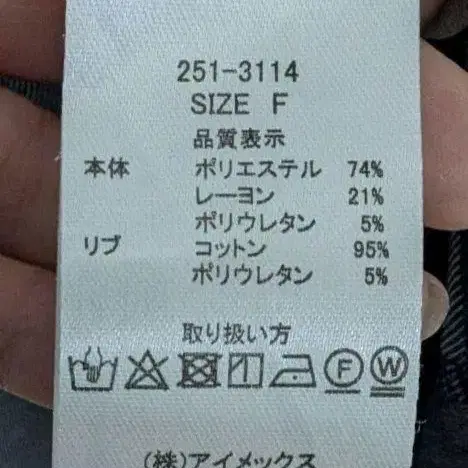 251-3114
SIZE F
品質表示
本体 ポリエステル 74%
レーヨン 21%
ポリウレタン 5%
リブ コットン 95%
ポリウレタン 5%
取り扱い方
F W
(株)アイメックス